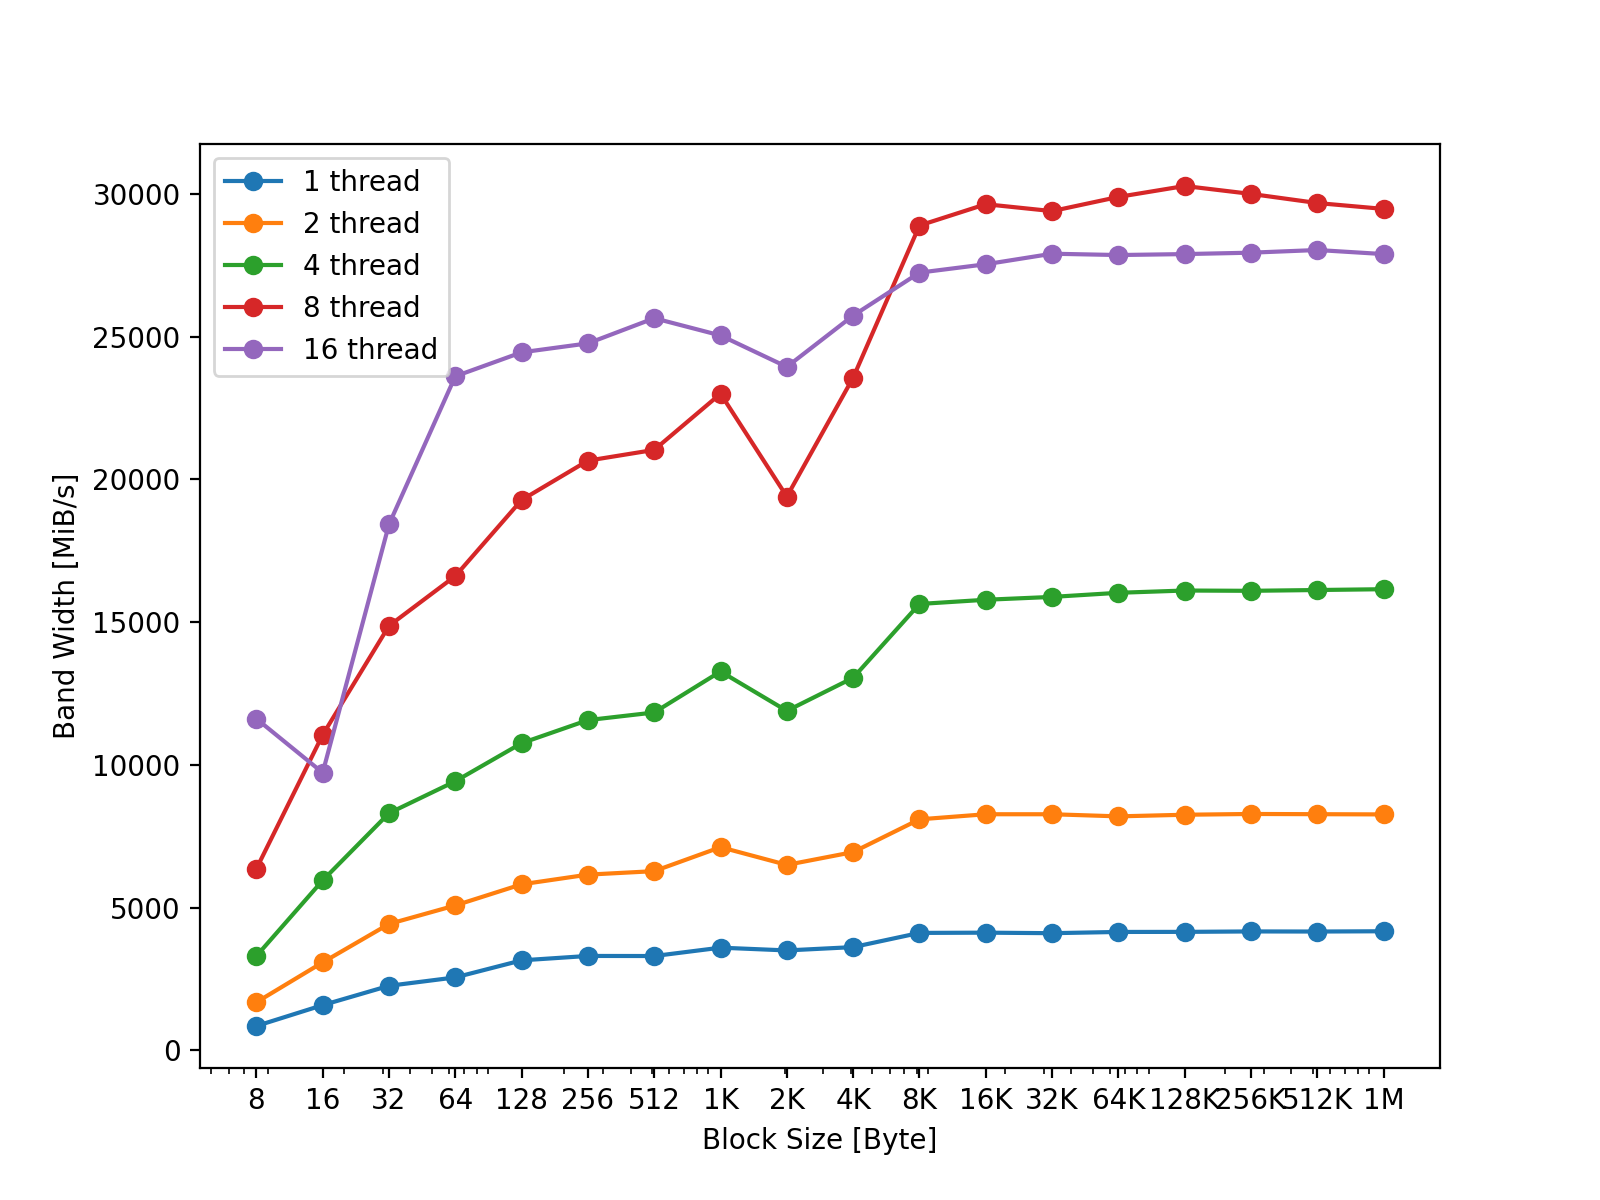 1 thread
2 thread
4 thread
8 thread
16 thread
30000
25000
20000
15000
10000
5000
0
Band Width [MiB/s]
8 16 32 64 128 256 512 1K 2K 4K 8K 16K 32K 64K 128K 256K 512K 1M
Block Size [Byte]